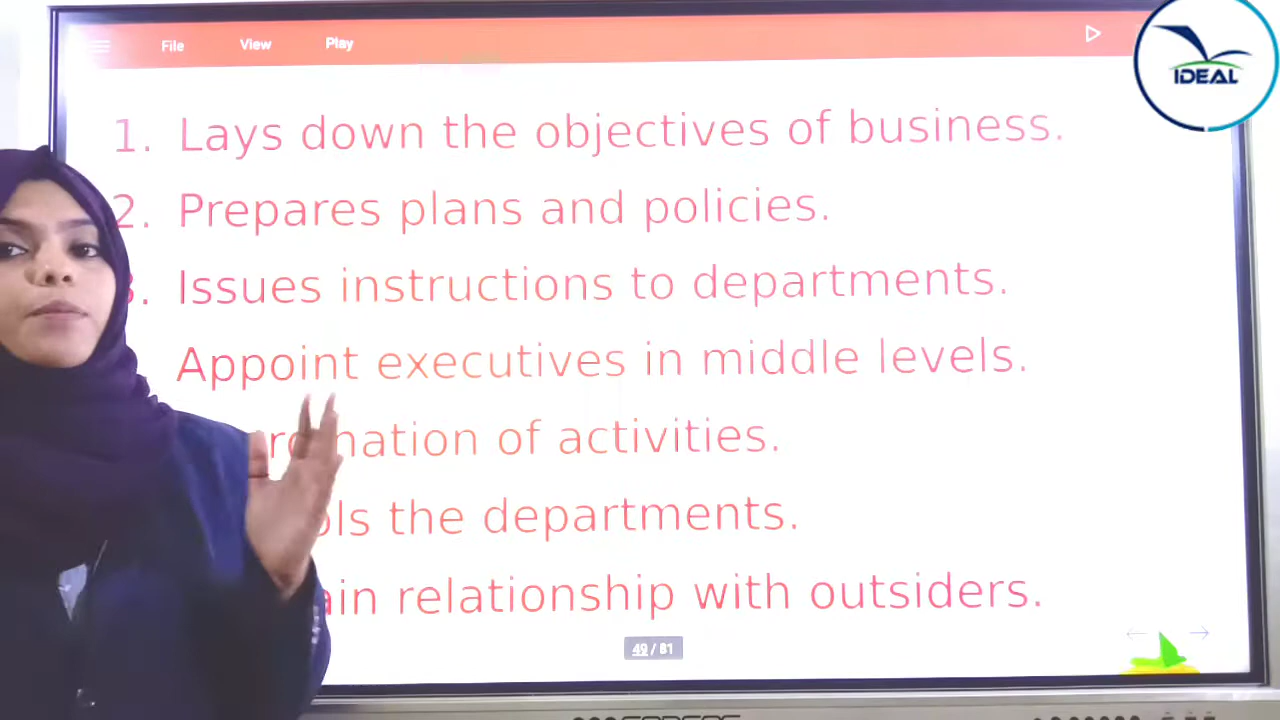 IDEAL
File View Play
1. Lays down the objectives of business.
2. Prepares plans and policies.
3. Issues instructions to departments.
Appoint executives in middle levels.
of activities.
the departments.
relationship with outsiders.
49 / 81